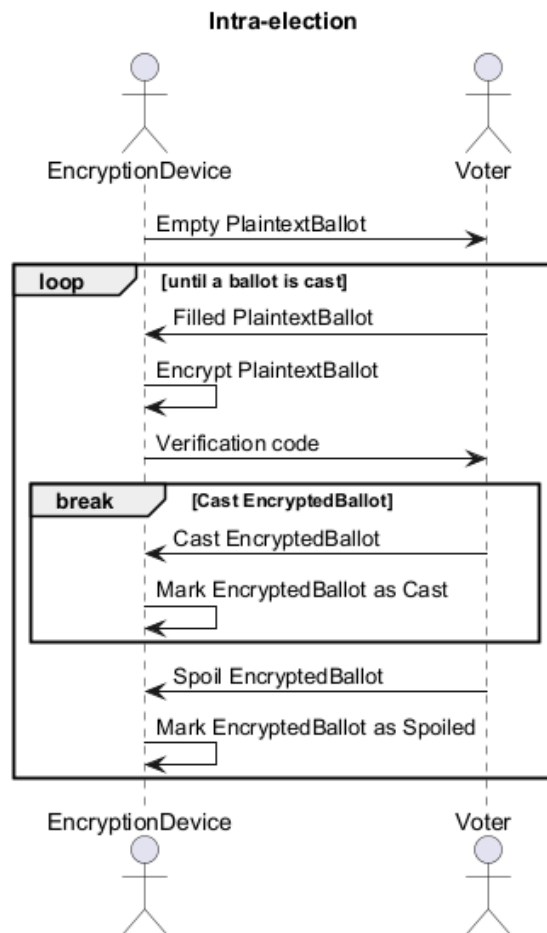 Intra-election
EncryptionDevice
Voter
Empty PlaintextBallot
loop
[until a ballot is cast]
Filled PlaintextBallot
Encrypt PlaintextBallot
Verification code
break
[Cast EncryptedBallot]
Cast EncryptedBallot
Mark EncryptedBallot as Cast
Spoil EncryptedBallot
Mark EncryptedBallot as Spoiled
EncryptionDevice
Voter